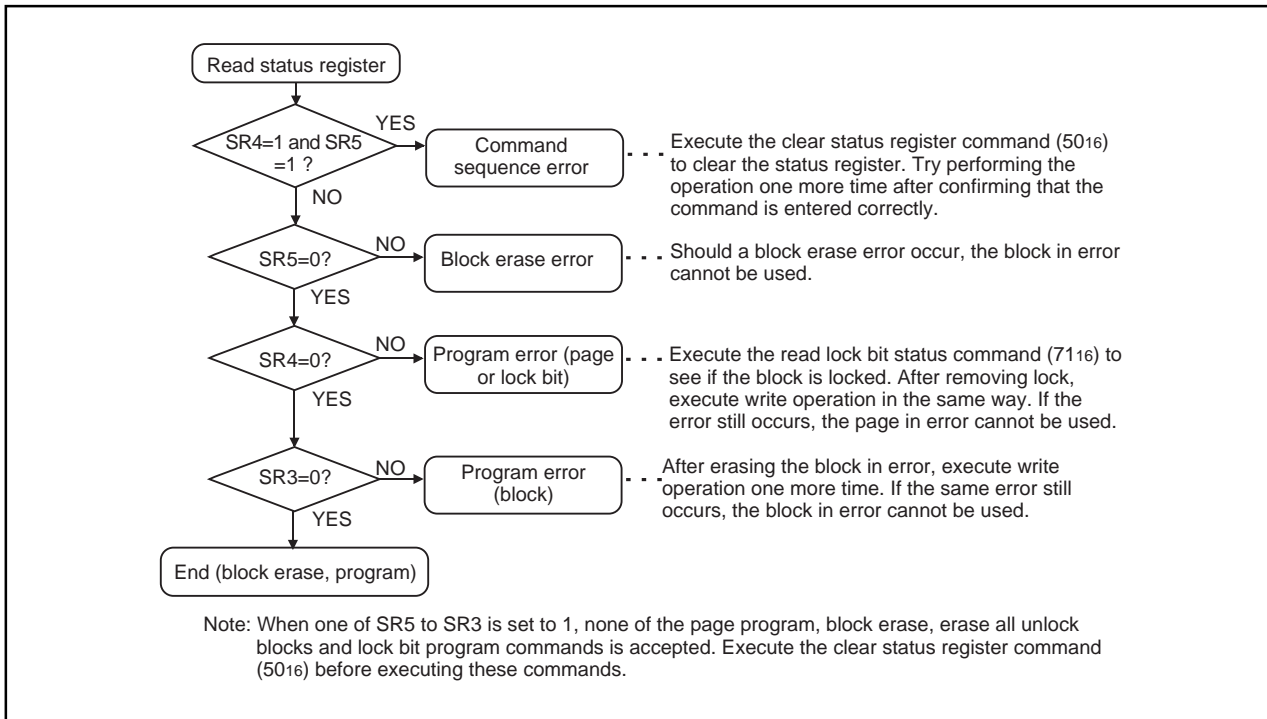 Read status register
SR4=1 and SR5
=1 ?
YES
Command
sequence error
Execute the clear status register command (5016)
to clear the status register. Try performing the
operation one more time after confirming that the
command is entered correctly.
NO
SR5=0?
NO
Block erase error
Should a block erase error occur, the block in error
cannot be used.
YES
SR4=0?
NO
Program error (page
or lock bit)
Execute the read lock bit status command (7116) to
see if the block is locked. After removing lock,
execute write operation in the same way. If the
error still occurs, the page in error cannot be used.
YES
SR3=0?
NO
Program error
(block)
After erasing the block in error, execute write
operation one more time. If the same error still
occurs, the block in error cannot be used.
YES
End (block erase, program)
Note: When one of SR5 to SR3 is set to 1, none of the page program, block erase, erase all unlock
blocks and lock bit program commands is accepted. Execute the clear status register command
(5016) before executing these commands.